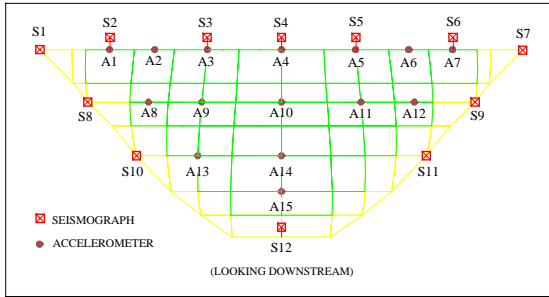 S1 S2 S3 S4 S5 S6 S7
A1 A2 A3 A4 A5 A6 A7
S8 A8 A9 A10 A11 A12 S9
S10 A13 A14 S11
A15
SEISMOGRAPH
ACCELEROMETER
S12
(LOOKING DOWNSTREAM)